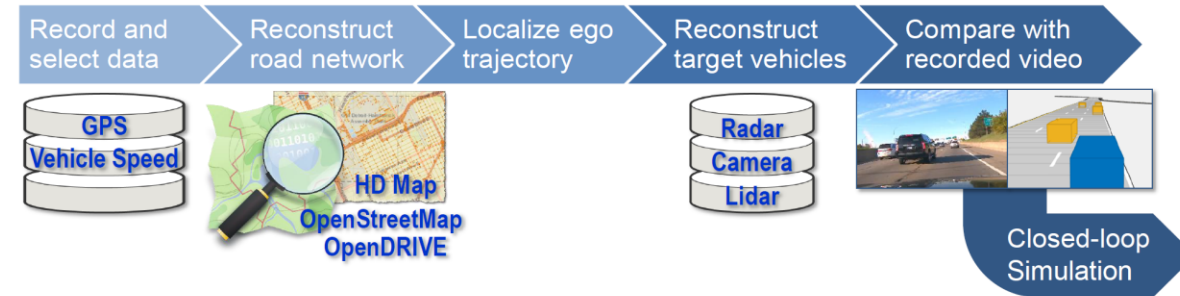 Record and
select data
Reconstruct
road network
Localize ego
trajectory
Reconstruct
target vehicles
Compare with
recorded video
GPS
Vehicle Speed
HD Map
OpenStreetMap
OpenDRIVE
Radar
Camera
Lidar
Closed-loop
Simulation